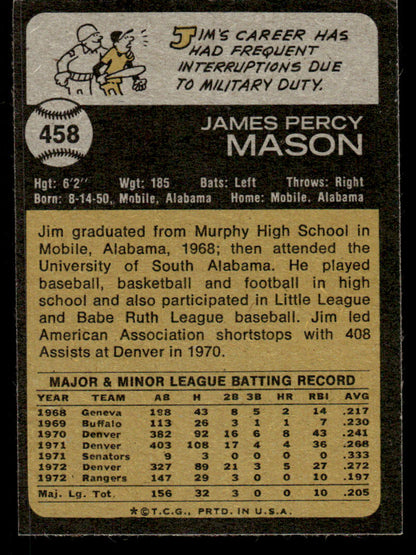 JIM'S CAREER HAS
HAD FREQUENT
INTERRUPTIONS DUE
TO MILITARY DUTY.
458
JAMES PERCY
MASON
Hgt: 6'2" Wgt: 185 Bats: Left Throws: Right
Born: 8-14-50, Mobile, Alabama Home: Mobile, Alabama
Jim graduated from Murphy High School in
Mobile, Alabama, 1968; then attended the
University of South Alabama. He played
baseball, basketball and football in
high school and also participated in Little League
and Babe Ruth League baseball. Jim led
American Association shortstops with 408
Assists at Denver in 1970.
MAJOR & MINOR LEAGUE BATTING RECORD
YEAR TEAM AB H 2B 3B HR RBI AVG
1968 Geneva 198 43 8 5 2 14 .217
1969 Buffalo 113 26 3 1 1 7 .230
1970 Denver 382 92 16 6 8 43 .241
1971 Denver 403 108 17 4 4 36 .268
1971 Senators 9 3 0 0 0 0 .333
1972 Denver 327 89 21 3 5 27 .272
1972 Rangers 147 29 3 0 0 10 .197
Maj. Lg. Tot. 156 32 3 0 0 10 .205
*©T.C.G., PRTD. IN U.S.A.